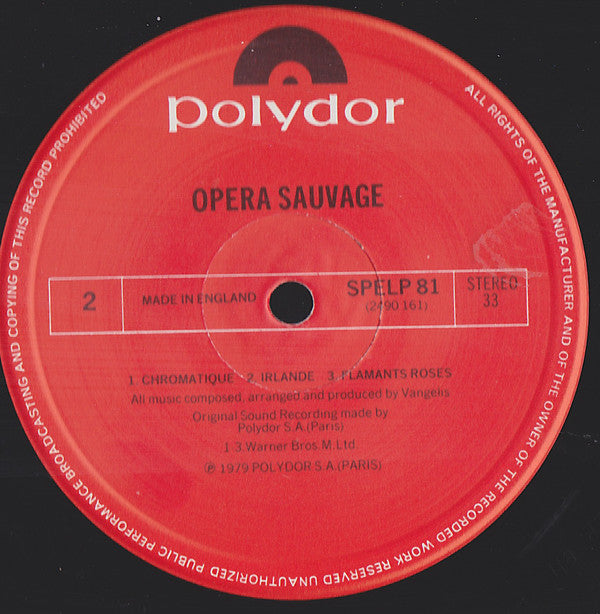 polydor
OPERA SAUVAGE
2
MADE IN ENGLAND
SPELP 81
(2490 161)
STEREO
33
1. CHROMATIQUE 2. IRLANDE 3. FLAMANTS ROSES
All music composed, arranged and produced by Vangelis
Original Sound Recording made by
Polydor S.A.(Paris)
1-3.Warner Bros.M.Ltd.
℗ 1979 POLYDOR S.A.(PARIS)
ALL RIGHTS OF THE MANUFACTURER AND OF THE OWNER OF THE RECORDED WORK RESERVED UNAUTHORIZED PUBLIC PERFORMANCE BROADCASTING AND COPYING OF THIS RECORD PROHIBITED